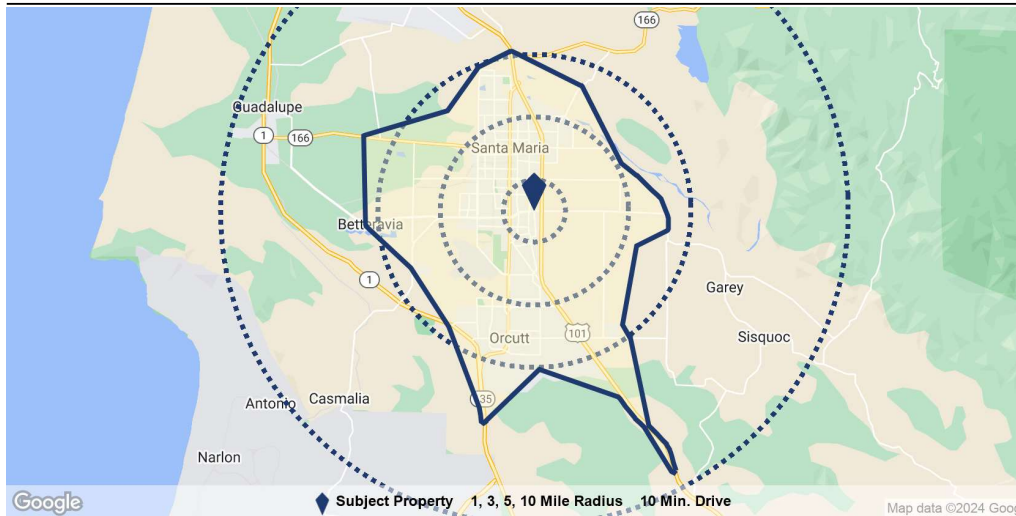 166
Guadalupe
1
166
Santa Maria
Betteravia
1
Garey
Orcutt
101
Sisquoc
135
Antonio
Casmalia
Narlon
Google
Subject Property 1, 3, 5, 10 Mile Radius 10 Min. Drive
Map data ©2024 Goog